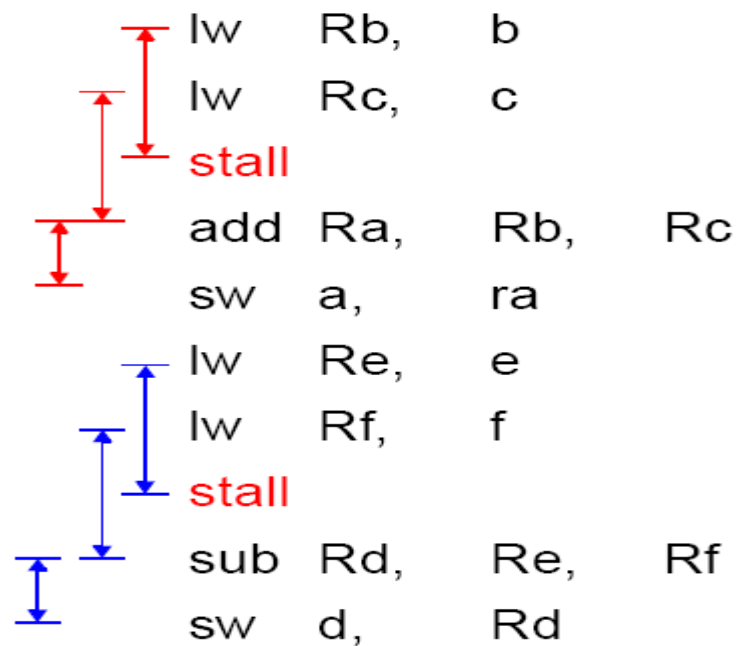 lw Rb, b
lw Rc, c
stall
add Ra, Rb, Rc
sw a, ra
lw Re, e
lw Rf, f
stall
sub Rd, Re, Rf
sw d, Rd